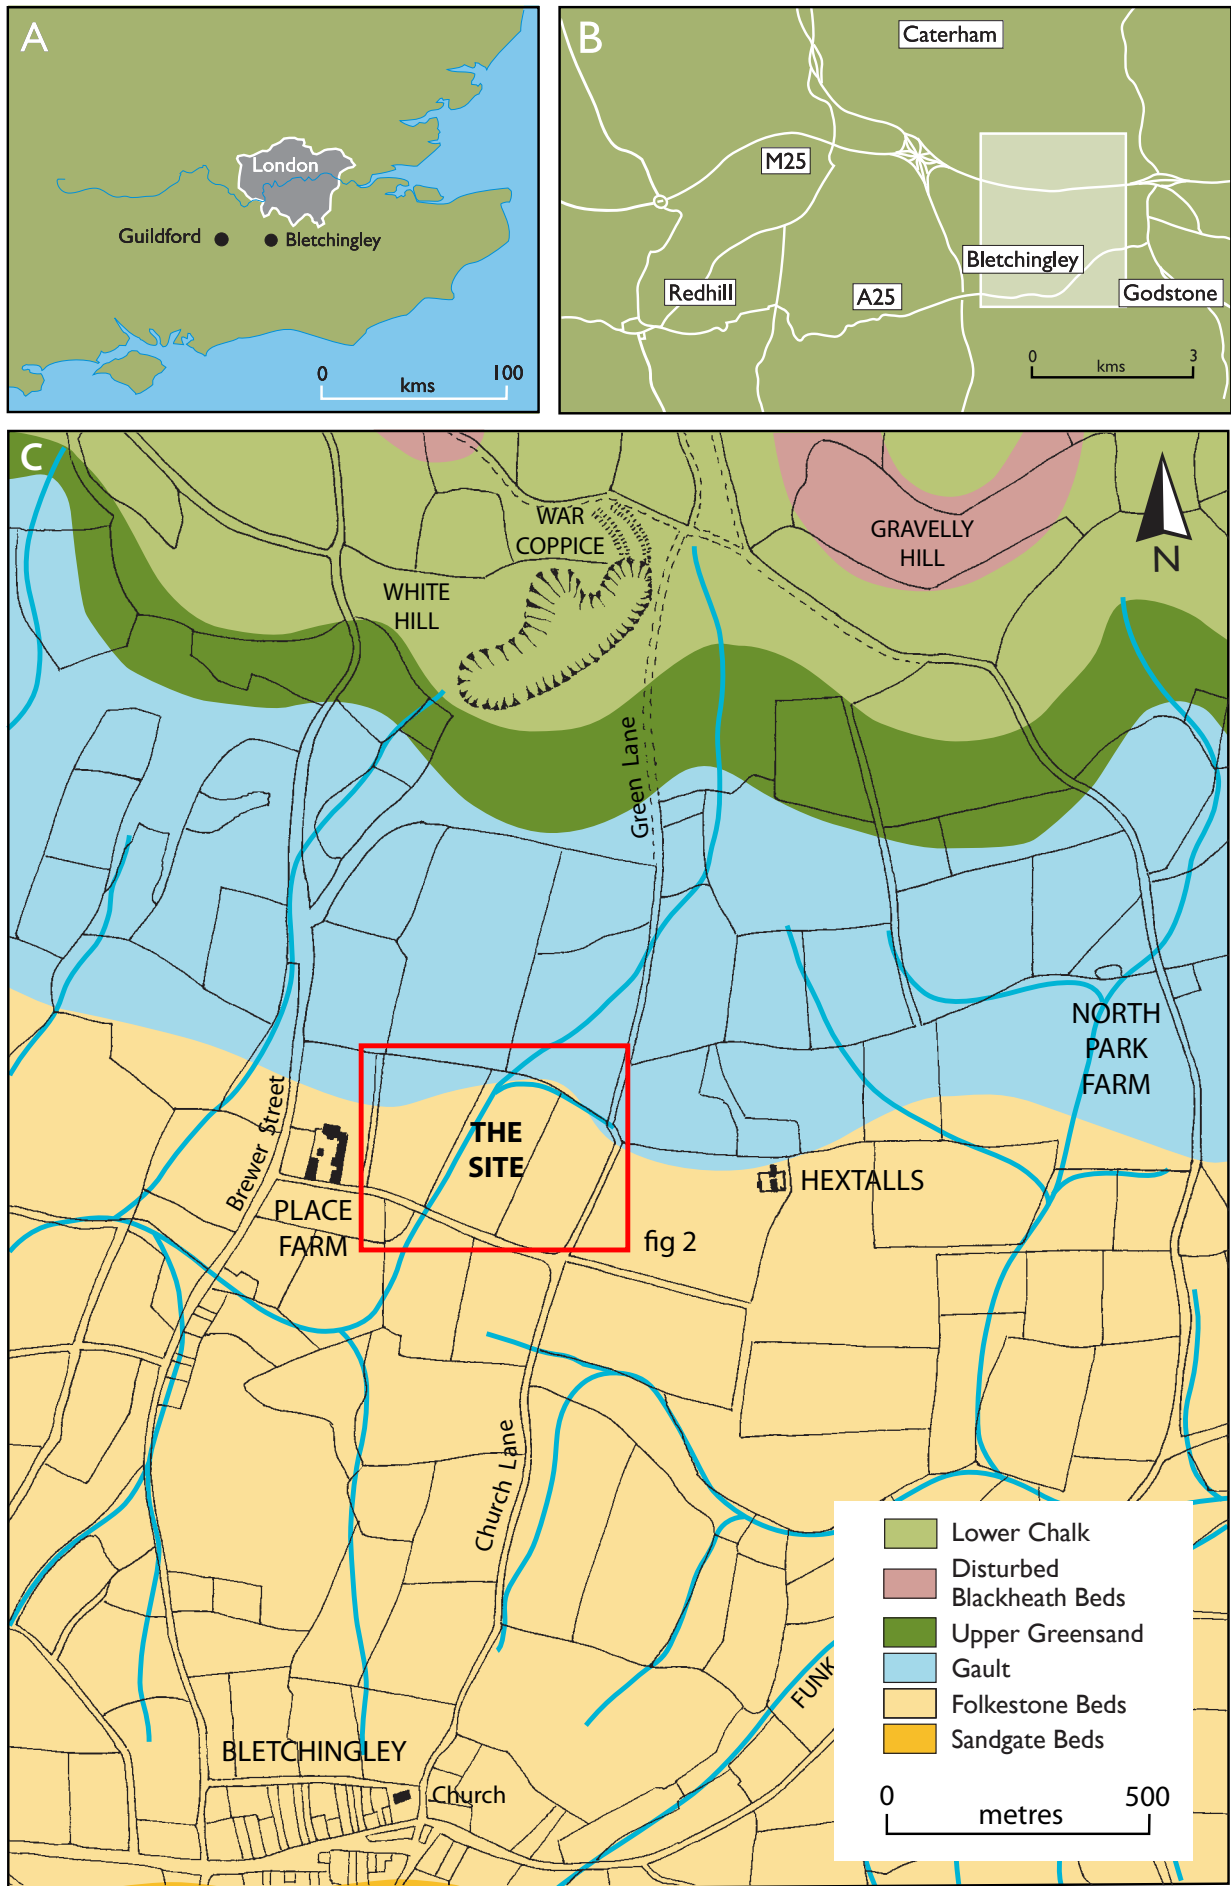 A
London
Guildford
Bletchingley
0 100
kms
B
Caterham
M25
Bletchingley
Redhill
A25
Godstone
0 3
kms
C
WAR
COPPICE
GRAVELLY
HILL
N
WHITE
HILL
Green Lane
NORTH
PARK
FARM
Brewer Street
THE
SITE
PLACE
FARM
HEXTALLS
fig 2
Church Lane
FUNK
BLETCHINGLEY
Church
Lower Chalk
Disturbed
Blackheath Beds
Upper Greensand
Gault
Folkestone Beds
Sandgate Beds
0 500
metres